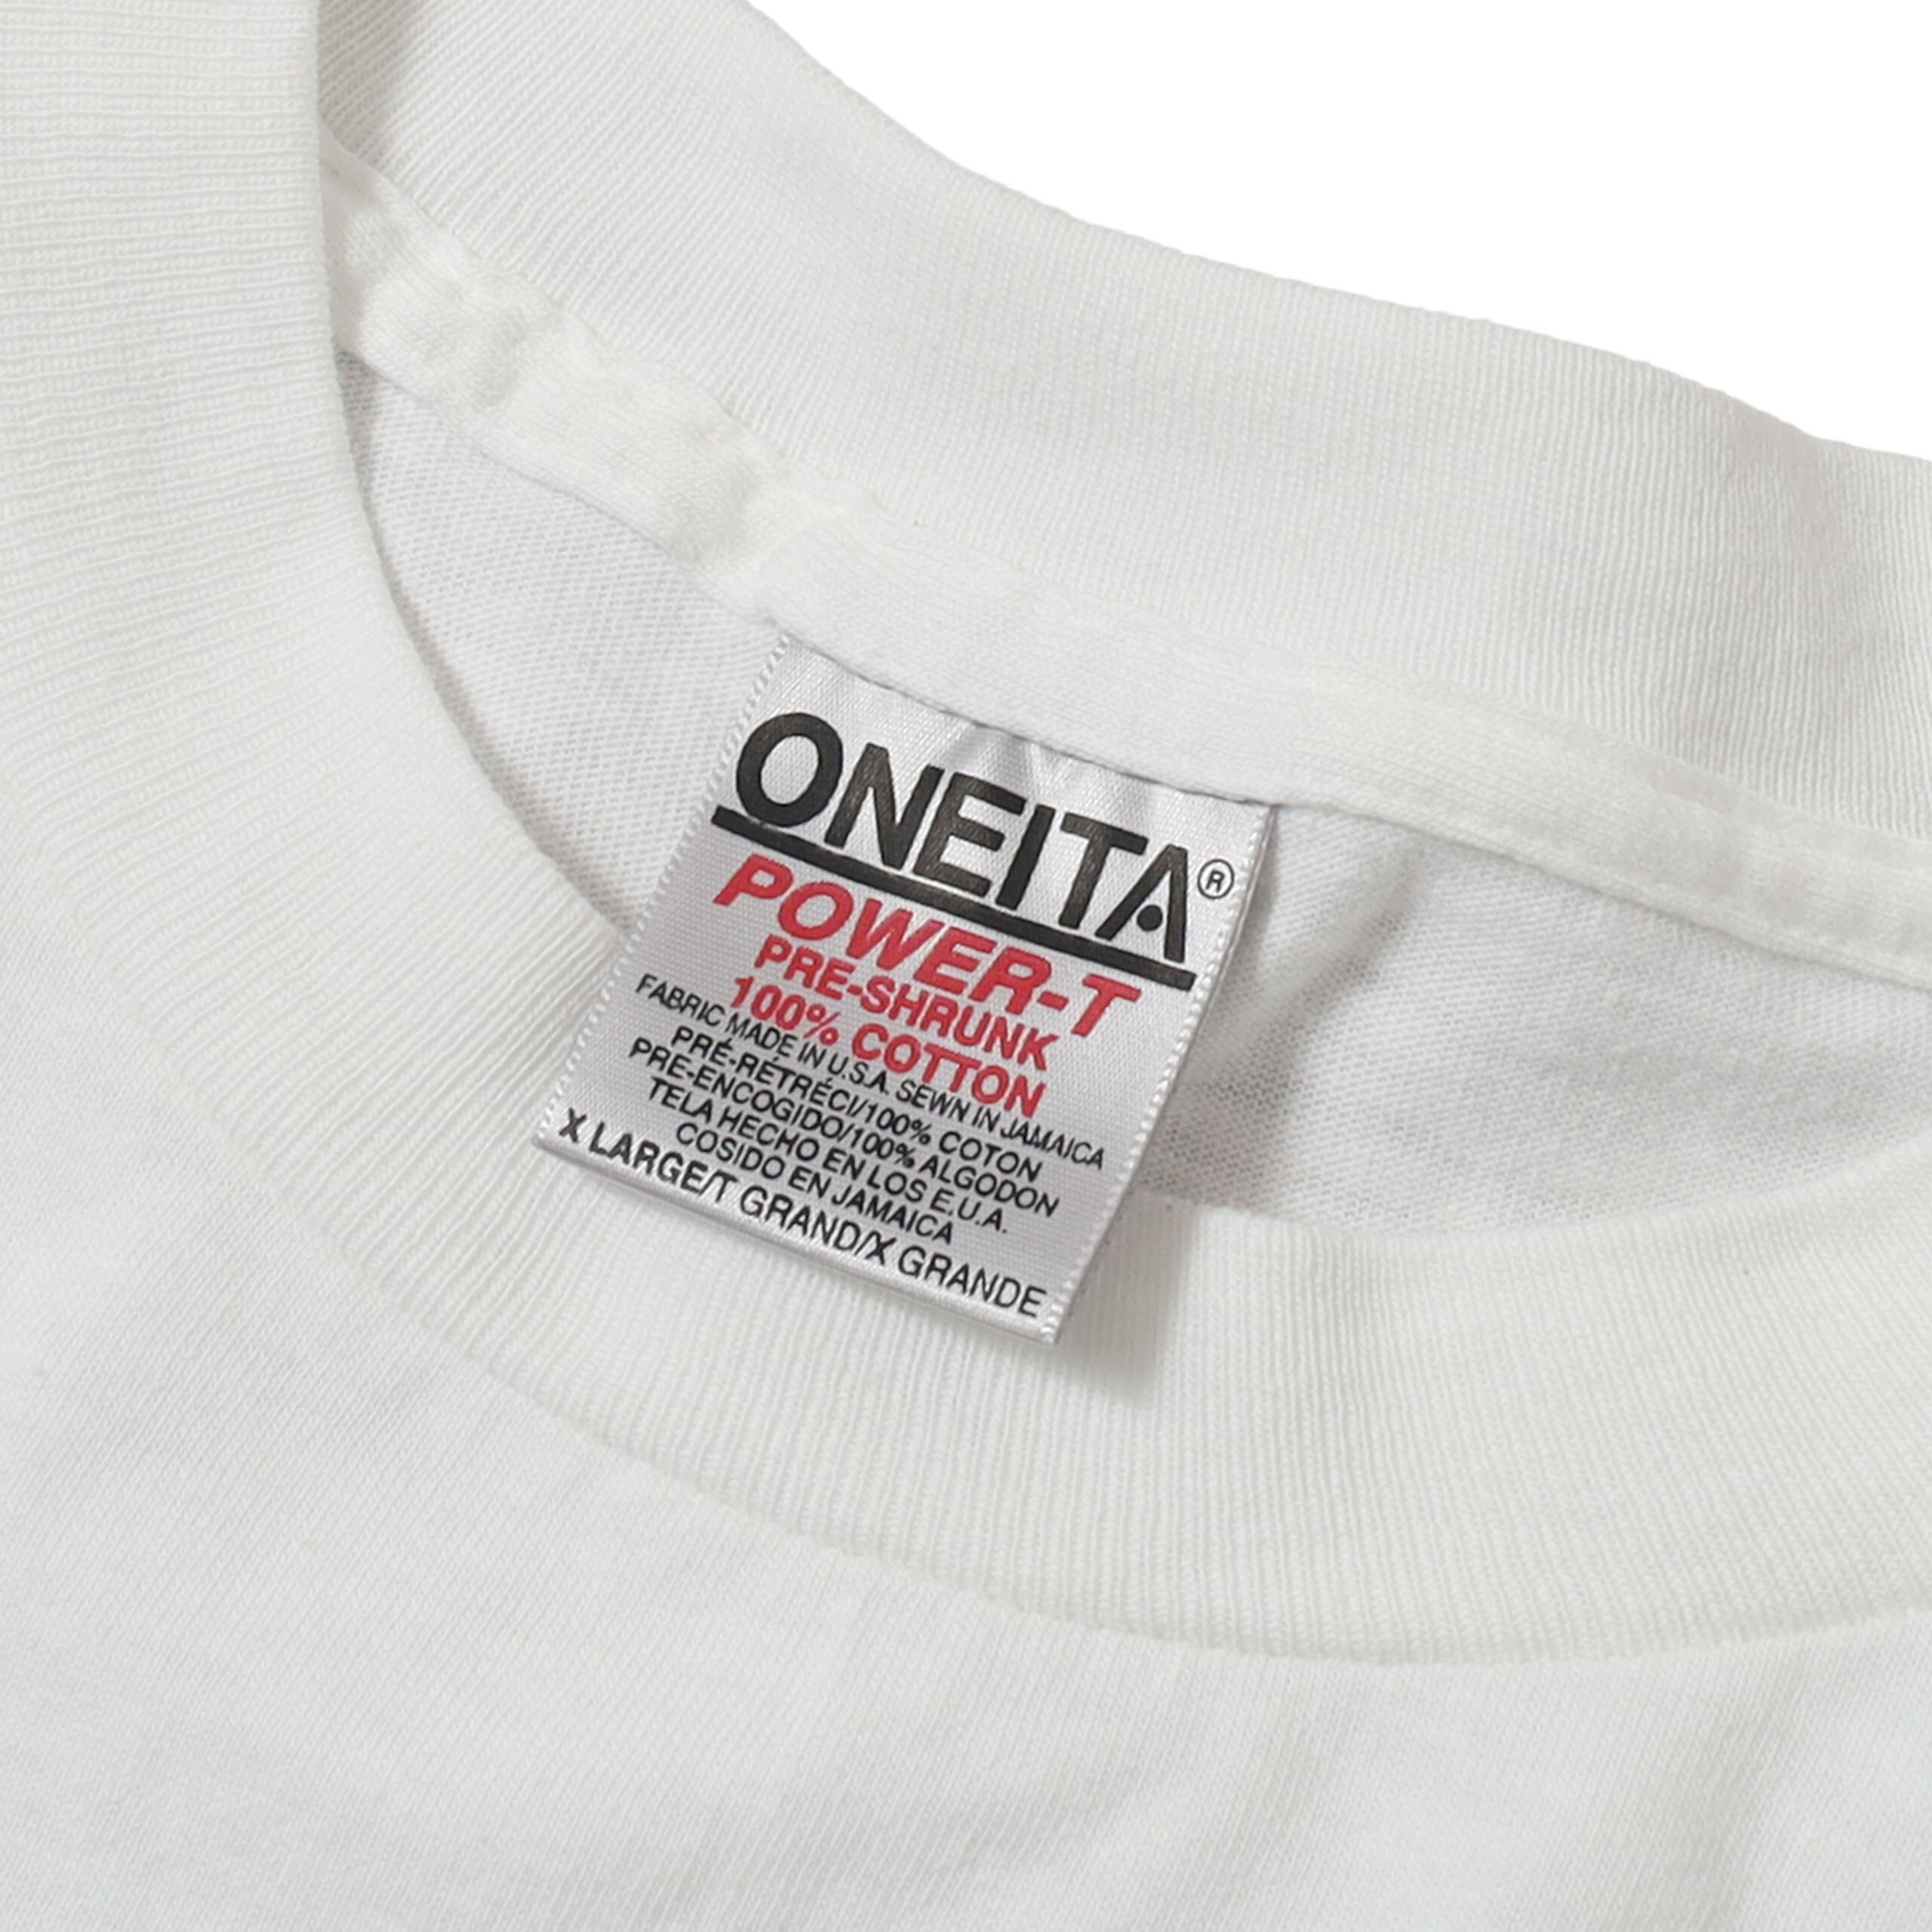 ONEITA®
POWER-T
PRE-SHRUNK
100% COTTON
FABRIC MADE IN U.S.A. SEWN IN JAMAICA
PRÉ-RÉTRÉCI/100% COTON
PRE-ENCOGIDO/100% ALGODON
TELA HECHO EN LOS E.U.A.
COSIDO EN JAMAICA
X LARGE/T GRAND/X GRANDE